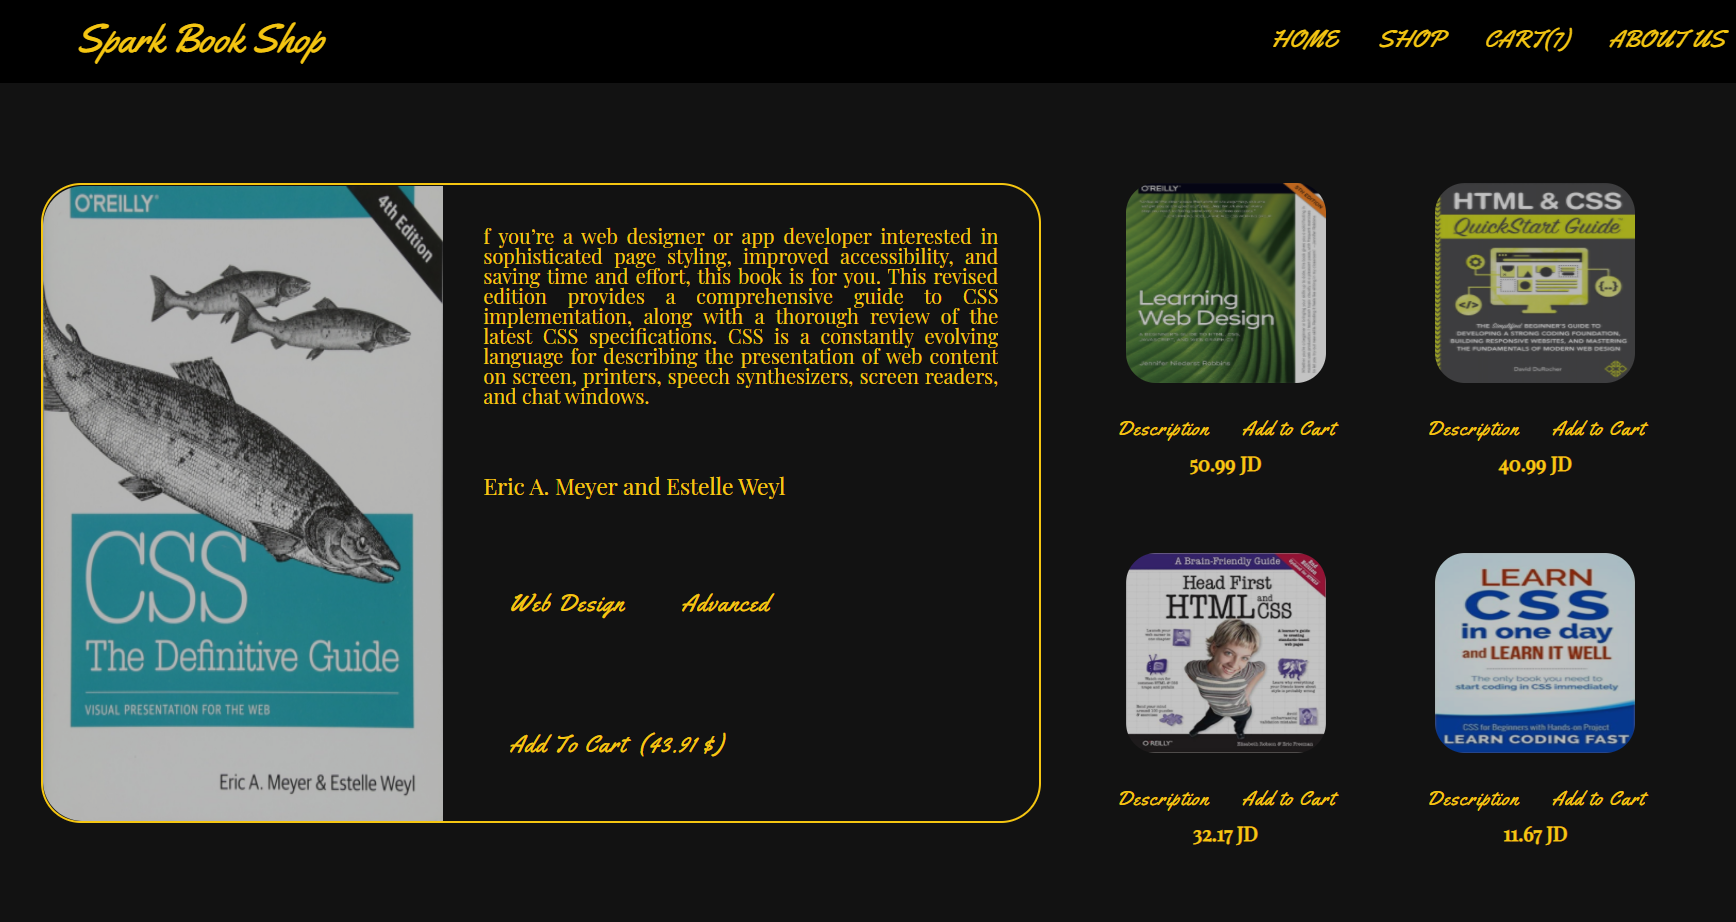 Spark Book Shop
HOME SHOP CART(7) ABOUT US
O'REILLY
4th Edition
CSS
The Definitive Guide
VISUAL PRESENTATION FOR THE WEB
Eric A. Meyer & Estelle Weyl
f you’re a web designer or app developer interested in
sophisticated page styling, improved accessibility, and
saving time and effort, this book is for you. This revised
edition provides a comprehensive guide to CSS
implementation, along with a thorough review of the
latest CSS specifications. CSS is a constantly evolving
language for describing the presentation of web content
on screen, printers, speech synthesizers, screen readers,
and chat windows.
Eric A. Meyer and Estelle Weyl
Web Design Advanced
Add To Cart (43.91 $)
O'REILLY
Learning
Web Design
Jennifer Niederst Robbins
Description Add to Cart
50.99 JD
HTML & CSS
QuickStart Guide
THE Simplified BEGINNER'S GUIDE TO
DEVELOPING A STRONG CODING FOUNDATION,
BUILDING RESPONSIVE WEBSITES, AND MASTERING
THE FUNDAMENTALS OF MODERN WEB DESIGN
David DuRocher
Description Add to Cart
40.99 JD
A Brain-Friendly Guide
Head First
HTML and CSS
O'REILLY
Elisabeth Robson & Eric Freeman
Description Add to Cart
32.17 JD
LEARN
CSS
in one day
and LEARN IT WELL
The only book you need to
start coding in CSS immediately
CSS for Beginners with Hands-on Project
LEARN CODING FAST
Description Add to Cart
11.67 JD